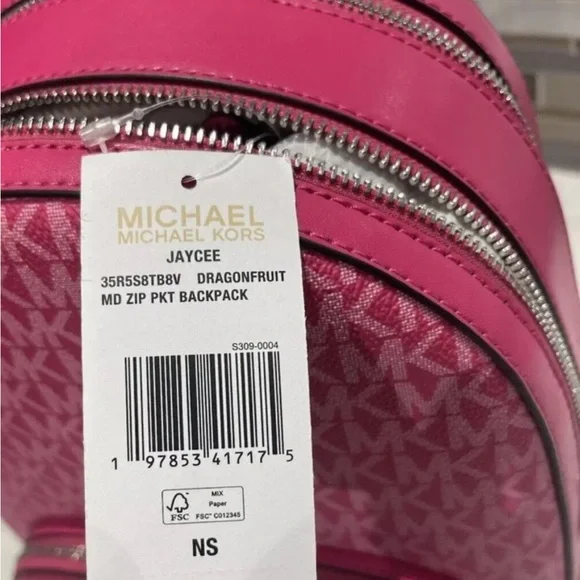 MICHAEL
MICHAEL KORS
JAYCEE
35R5S8TB8V DRAGONFRUIT
MD ZIP PKT BACKPACK
S309-0004
1 97853 41717 5
FSC
MIX
Paper
FSC® C012345
NS
MK